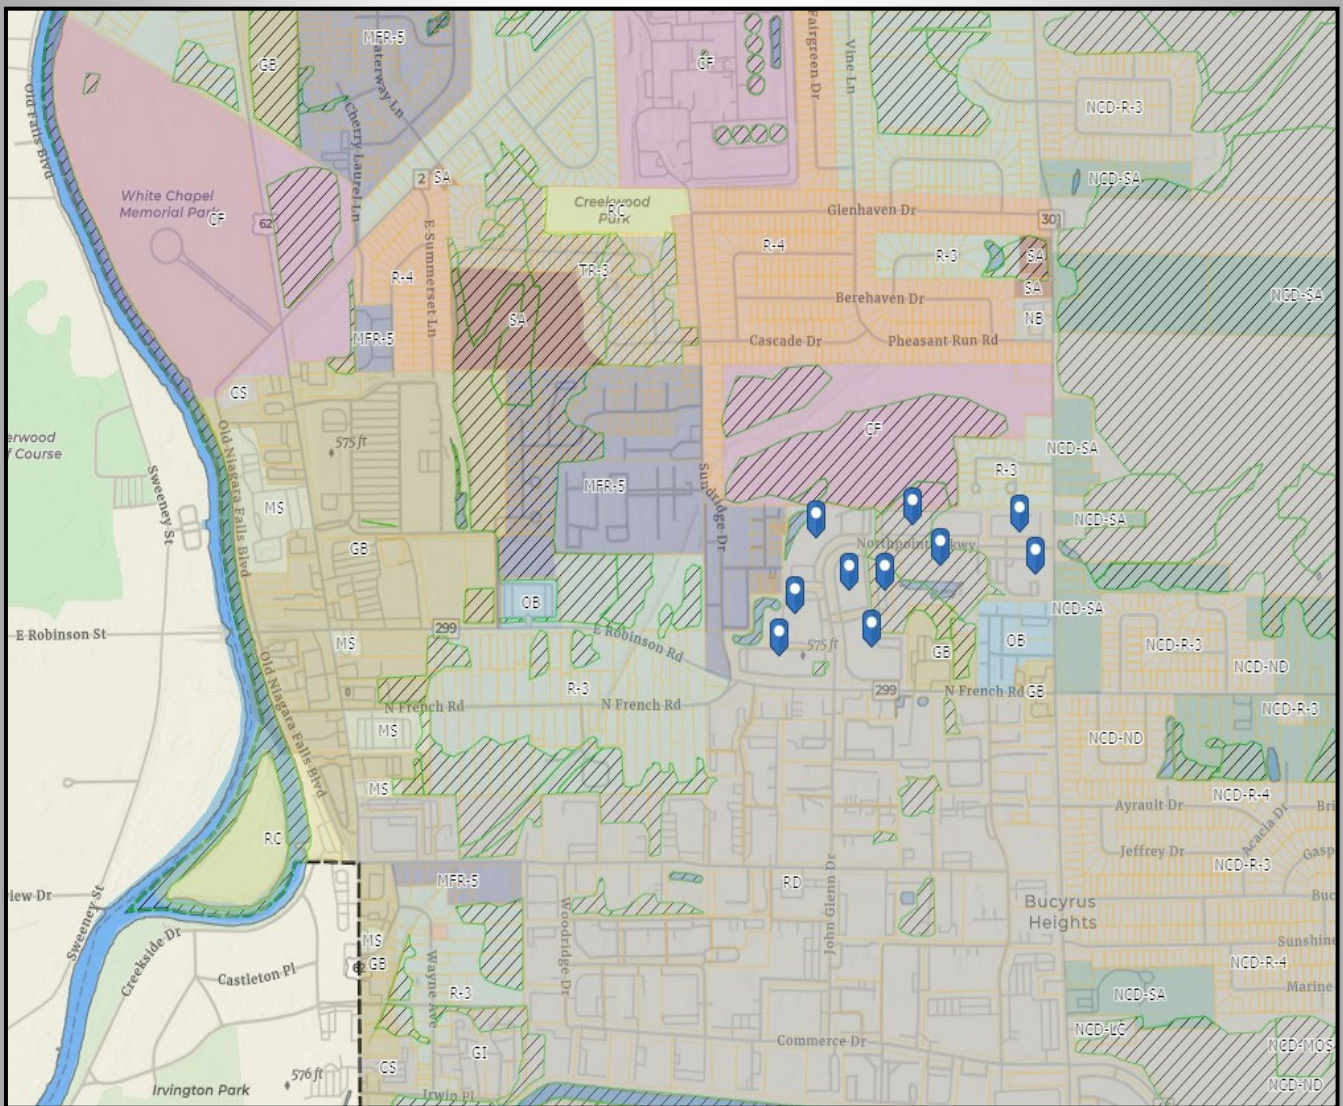 MFR-5
GB
CF
Fairgreen Dr
Vine Ln
NCD-R-3
Old Falls Blvd
Cherry Laurel Ln
2
SA
NCD-SA
White Chapel
Memorial Park
CF
62
Creekwood
Park
RC
Glenhaven Dr
301
R-4
R-3
SA
E Summerset Ln
R-4
TR-3
SA
Berehaven Dr
NCD-SA
SA
NB
MFR-5
Cascade Dr
Pheasant Run Rd
CS
575 ft
CF
NCD-SA
Old Niagara Falls Blvd
Sweeney St
R-3
MFR-5
Sundridge Dr
MS
NCD-SA
GB
OB
NCD-SA
E Robinson St
299
E Robinson Rd
MS
575 ft
GB
OB
NCD-R-3
NCD-ND
R-3
299
N French Rd
GB
N French Rd
N French Rd
NCD-R-3
Old Niagara Falls Blvd
MS
NCD-ND
MS
NCD-R-4
Ayrault Dr
Acacia Dr
RC
Jeffrey Dr
NCD-R-3
MFR-5
RD
John Glenn Dr
Sweeney St
Creekside Dr
Woodridge Dr
Bucyrus
Heights
MS
GB
Castleton Pl
Wayne Ave
R-3
NCD-R-4
NCD-SA
NCD-LC
GI
Commerce Dr
CS
576 ft
Irvington Park
Irwin Pl
NCD-MOS
NCD-ND